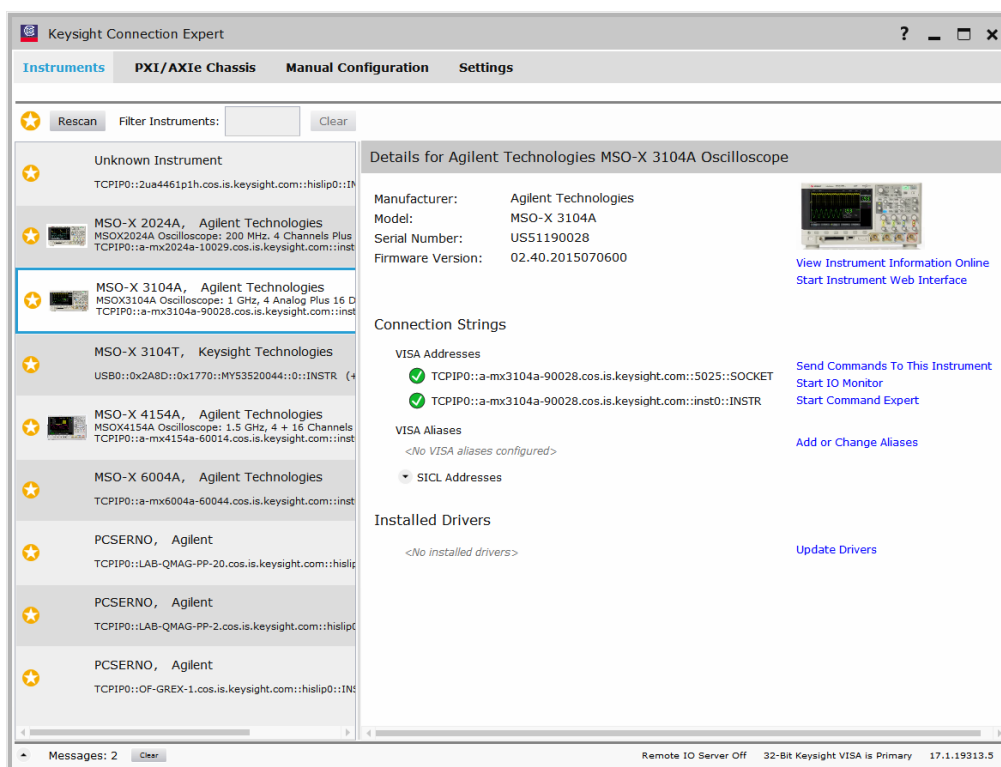 Keysight Connection Expert
?
Instruments PXI/AXIe Chassis Manual Configuration Settings
Rescan Filter Instruments: Clear
Unknown Instrument
TCPIP0::2ua4461p1h.cos.is.keysight.com::hislip0::IN
MSO-X 2024A, Agilent Technologies
MSOX2024A Oscilloscope: 200 MHz. 4 Channels Plus
TCPIP0::a-mx2024a-10029.cos.is.keysight.com::inst
MSO-X 3104A, Agilent Technologies
MSOX3104A Oscilloscope: 1 GHz, 4 Analog Plus 16 D
TCPIP0::a-mx3104a-90028.cos.is.keysight.com::inst
MSO-X 3104T, Keysight Technologies
USB0::0x2A8D::0x1770::MY53520044::0::INSTR (+
MSO-X 4154A, Agilent Technologies
MSOX4154A Oscilloscope: 1.5 GHz, 4 + 16 Channels
TCPIP0::a-mx4154a-60014.cos.is.keysight.com::inst
MSO-X 6004A, Agilent Technologies
TCPIP0::a-mx6004a-60044.cos.is.keysight.com::inst
PCSERNO, Agilent
TCPIP0::LAB-QMAG-PP-20.cos.is.keysight.com::hislip
PCSERNO, Agilent
TCPIP0::LAB-QMAG-PP-2.cos.is.keysight.com::hislip0
PCSERNO, Agilent
TCPIP0::OF-GREX-1.cos.is.keysight.com::hislip0::INS
Details for Agilent Technologies MSO-X 3104A Oscilloscope
Manufacturer: Agilent Technologies
Model: MSO-X 3104A
Serial Number: US51190028
Firmware Version: 02.40.2015070600
View Instrument Information Online
Start Instrument Web Interface
Connection Strings
VISA Addresses
TCPIP0::a-mx3104a-90028.cos.is.keysight.com::5025::SOCKET
TCPIP0::a-mx3104a-90028.cos.is.keysight.com::inst0::INSTR
Send Commands To This Instrument
Start IO Monitor
Start Command Expert
VISA Aliases
<No VISA aliases configured>
Add or Change Aliases
SICL Addresses
Installed Drivers
<No installed drivers>
Update Drivers
Messages: 2 Clear
Remote IO Server Off 32-Bit Keysight VISA is Primary 17.1.19313.5